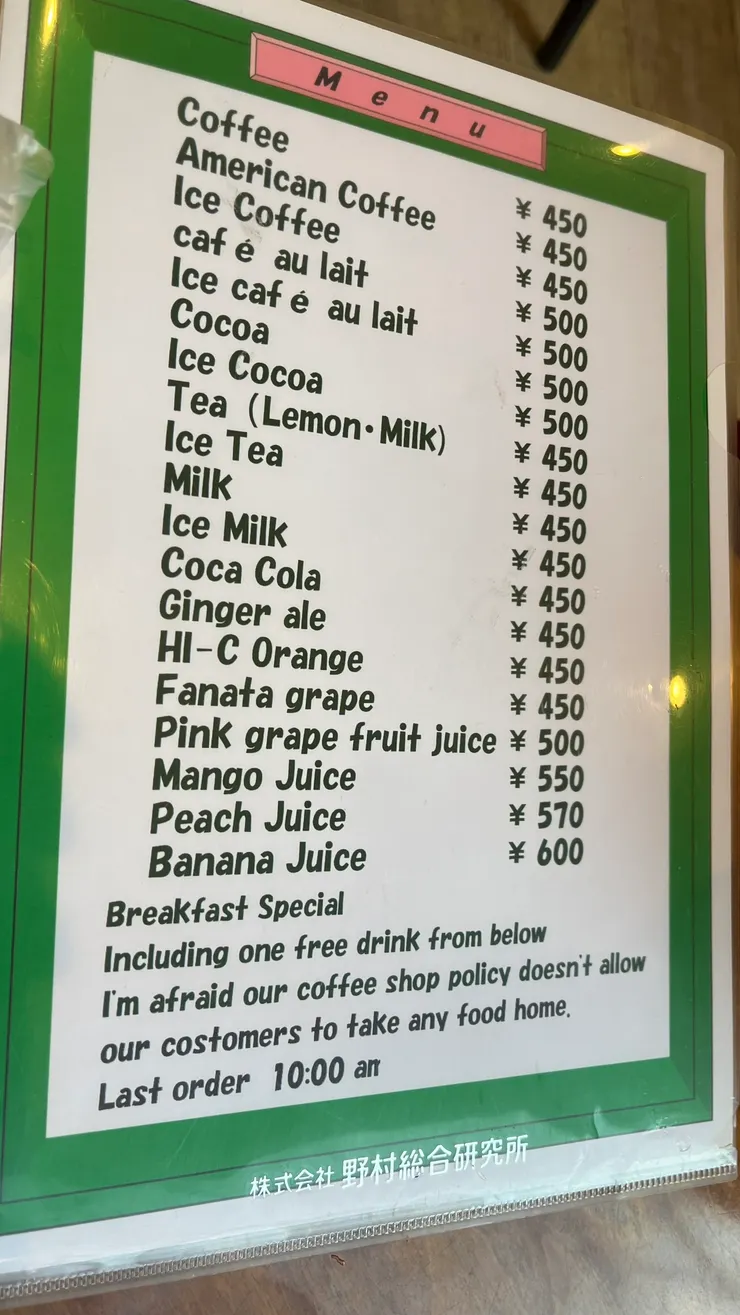 Menu
Coffee ¥ 450
American Coffee ¥ 450
Ice Coffee ¥ 450
café au lait ¥ 500
Ice café au lait ¥ 500
Cocoa ¥ 500
Ice Cocoa ¥ 500
Tea (Lemon・Milk) ¥ 450
Ice Tea ¥ 450
Milk ¥ 450
Ice Milk ¥ 450
Coca Cola ¥ 450
Ginger ale ¥ 450
HI-C Orange ¥ 450
Fanata grape ¥ 450
Pink grape fruit juice ¥ 500
Mango Juice ¥ 550
Peach Juice ¥ 570
Banana Juice ¥ 600
Breakfast Special
Including one free drink from below
I'm afraid our coffee shop policy doesn't allow
our costomers to take any food home.
Last order 10:00 am
株式会社 野村総合研究所